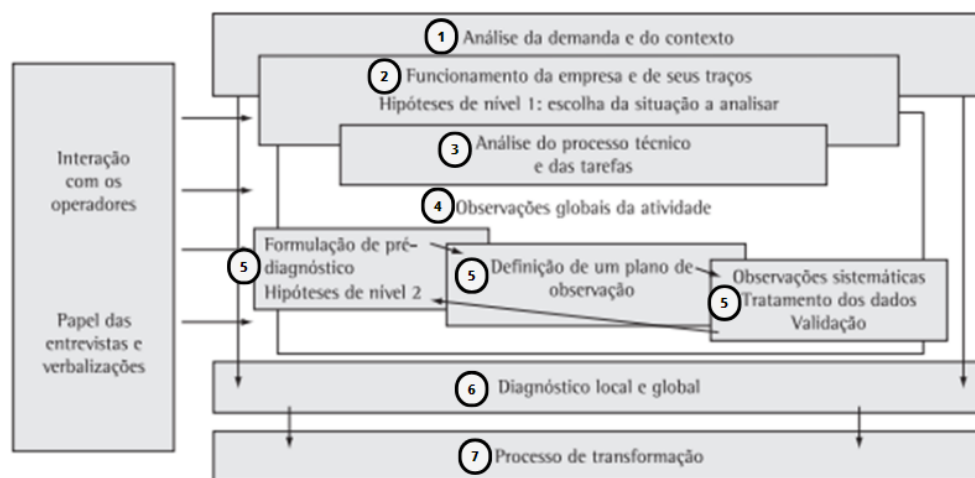 1 Análise da demanda e do contexto
2 Funcionamento da empresa e de seus traços
Hipóteses de nível 1: escolha da situação a analisar
3 Análise do processo técnico
e das tarefas
Interação
com os
operadores
Papel das
entrevistas e
verbalizações
4 Observações globais da atividade
5 Formulação de pré-
diagnóstico
Hipóteses de nível 2
5 Definição de um plano de
observação
5 Observações sistemáticas
Tratamento dos dados
Validação
6 Diagnóstico local e global
7 Processo de transformação